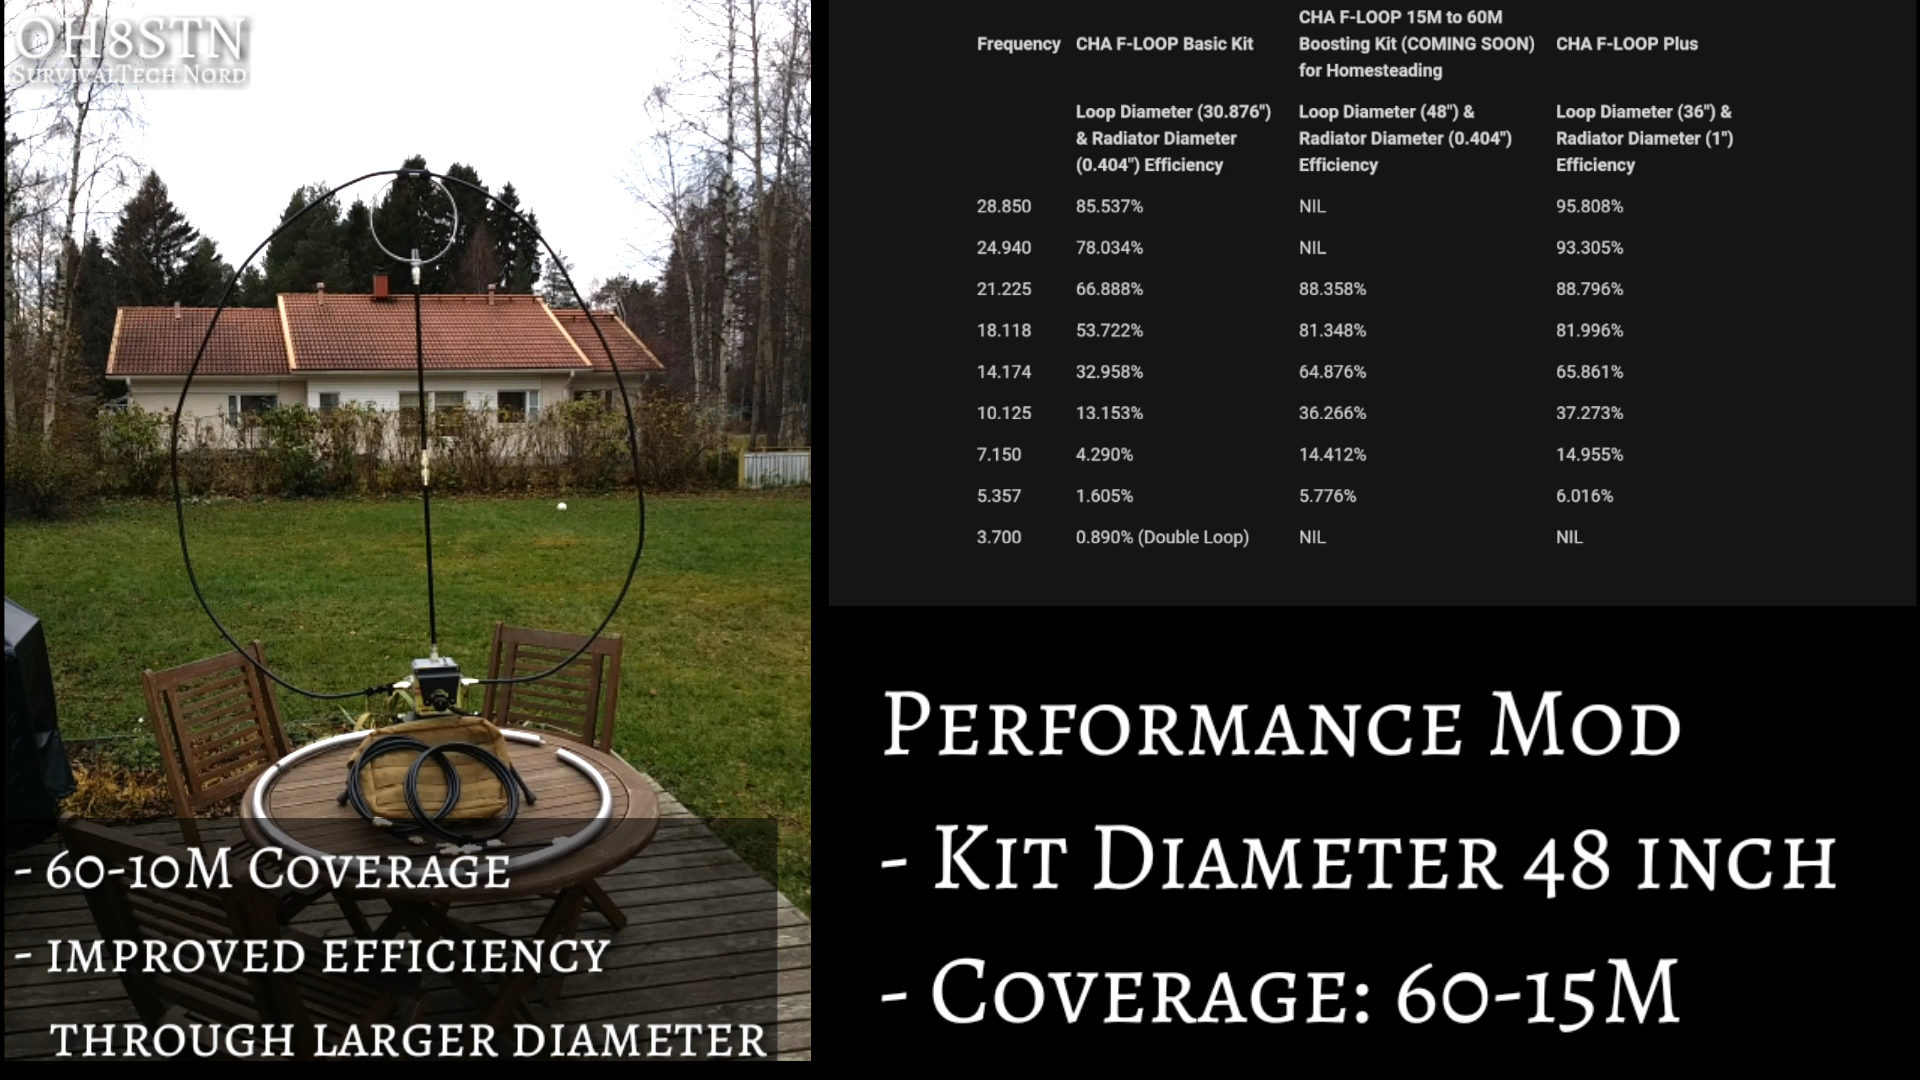 OH8STN
SurvivalTech Nord
- 60-10M Coverage
- improved efficiency
through larger diameter
Frequency CHA F-LOOP Basic Kit CHA F-LOOP 15M to 60M Boosting Kit (COMING SOON) for Homesteading CHA F-LOOP Plus
Loop Diameter (30.876") & Radiator Diameter (0.404") Efficiency Loop Diameter (48") & Radiator Diameter (0.404") Efficiency Loop Diameter (36") & Radiator Diameter (1") Efficiency
28.850 85.537% NIL 95.808%
24.940 78.034% NIL 93.305%
21.225 66.888% 88.358% 88.796%
18.118 53.722% 81.348% 81.996%
14.174 32.958% 64.876% 65.861%
10.125 13.153% 36.266% 37.273%
7.150 4.290% 14.412% 14.955%
5.357 1.605% 5.776% 6.016%
3.700 0.890% (Double Loop) NIL NIL
Performance Mod
- Kit Diameter 48 inch
- Coverage: 60-15M